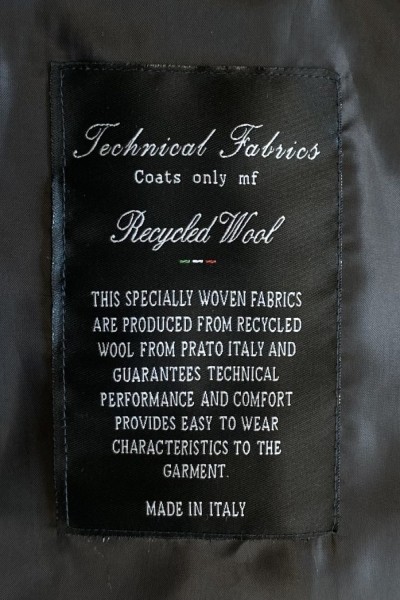 Technical Fabrics
Coats only mf
Recycled Wool
THIS SPECIALLY WOVEN FABRICS
ARE PRODUCED FROM RECYCLED
WOOL FROM PRATO ITALY AND
GUARANTEES TECHNICAL
PERFORMANCE AND COMFORT
PROVIDES EASY TO WEAR
CHARACTERISTICS TO THE
GARMENT.
MADE IN ITALY